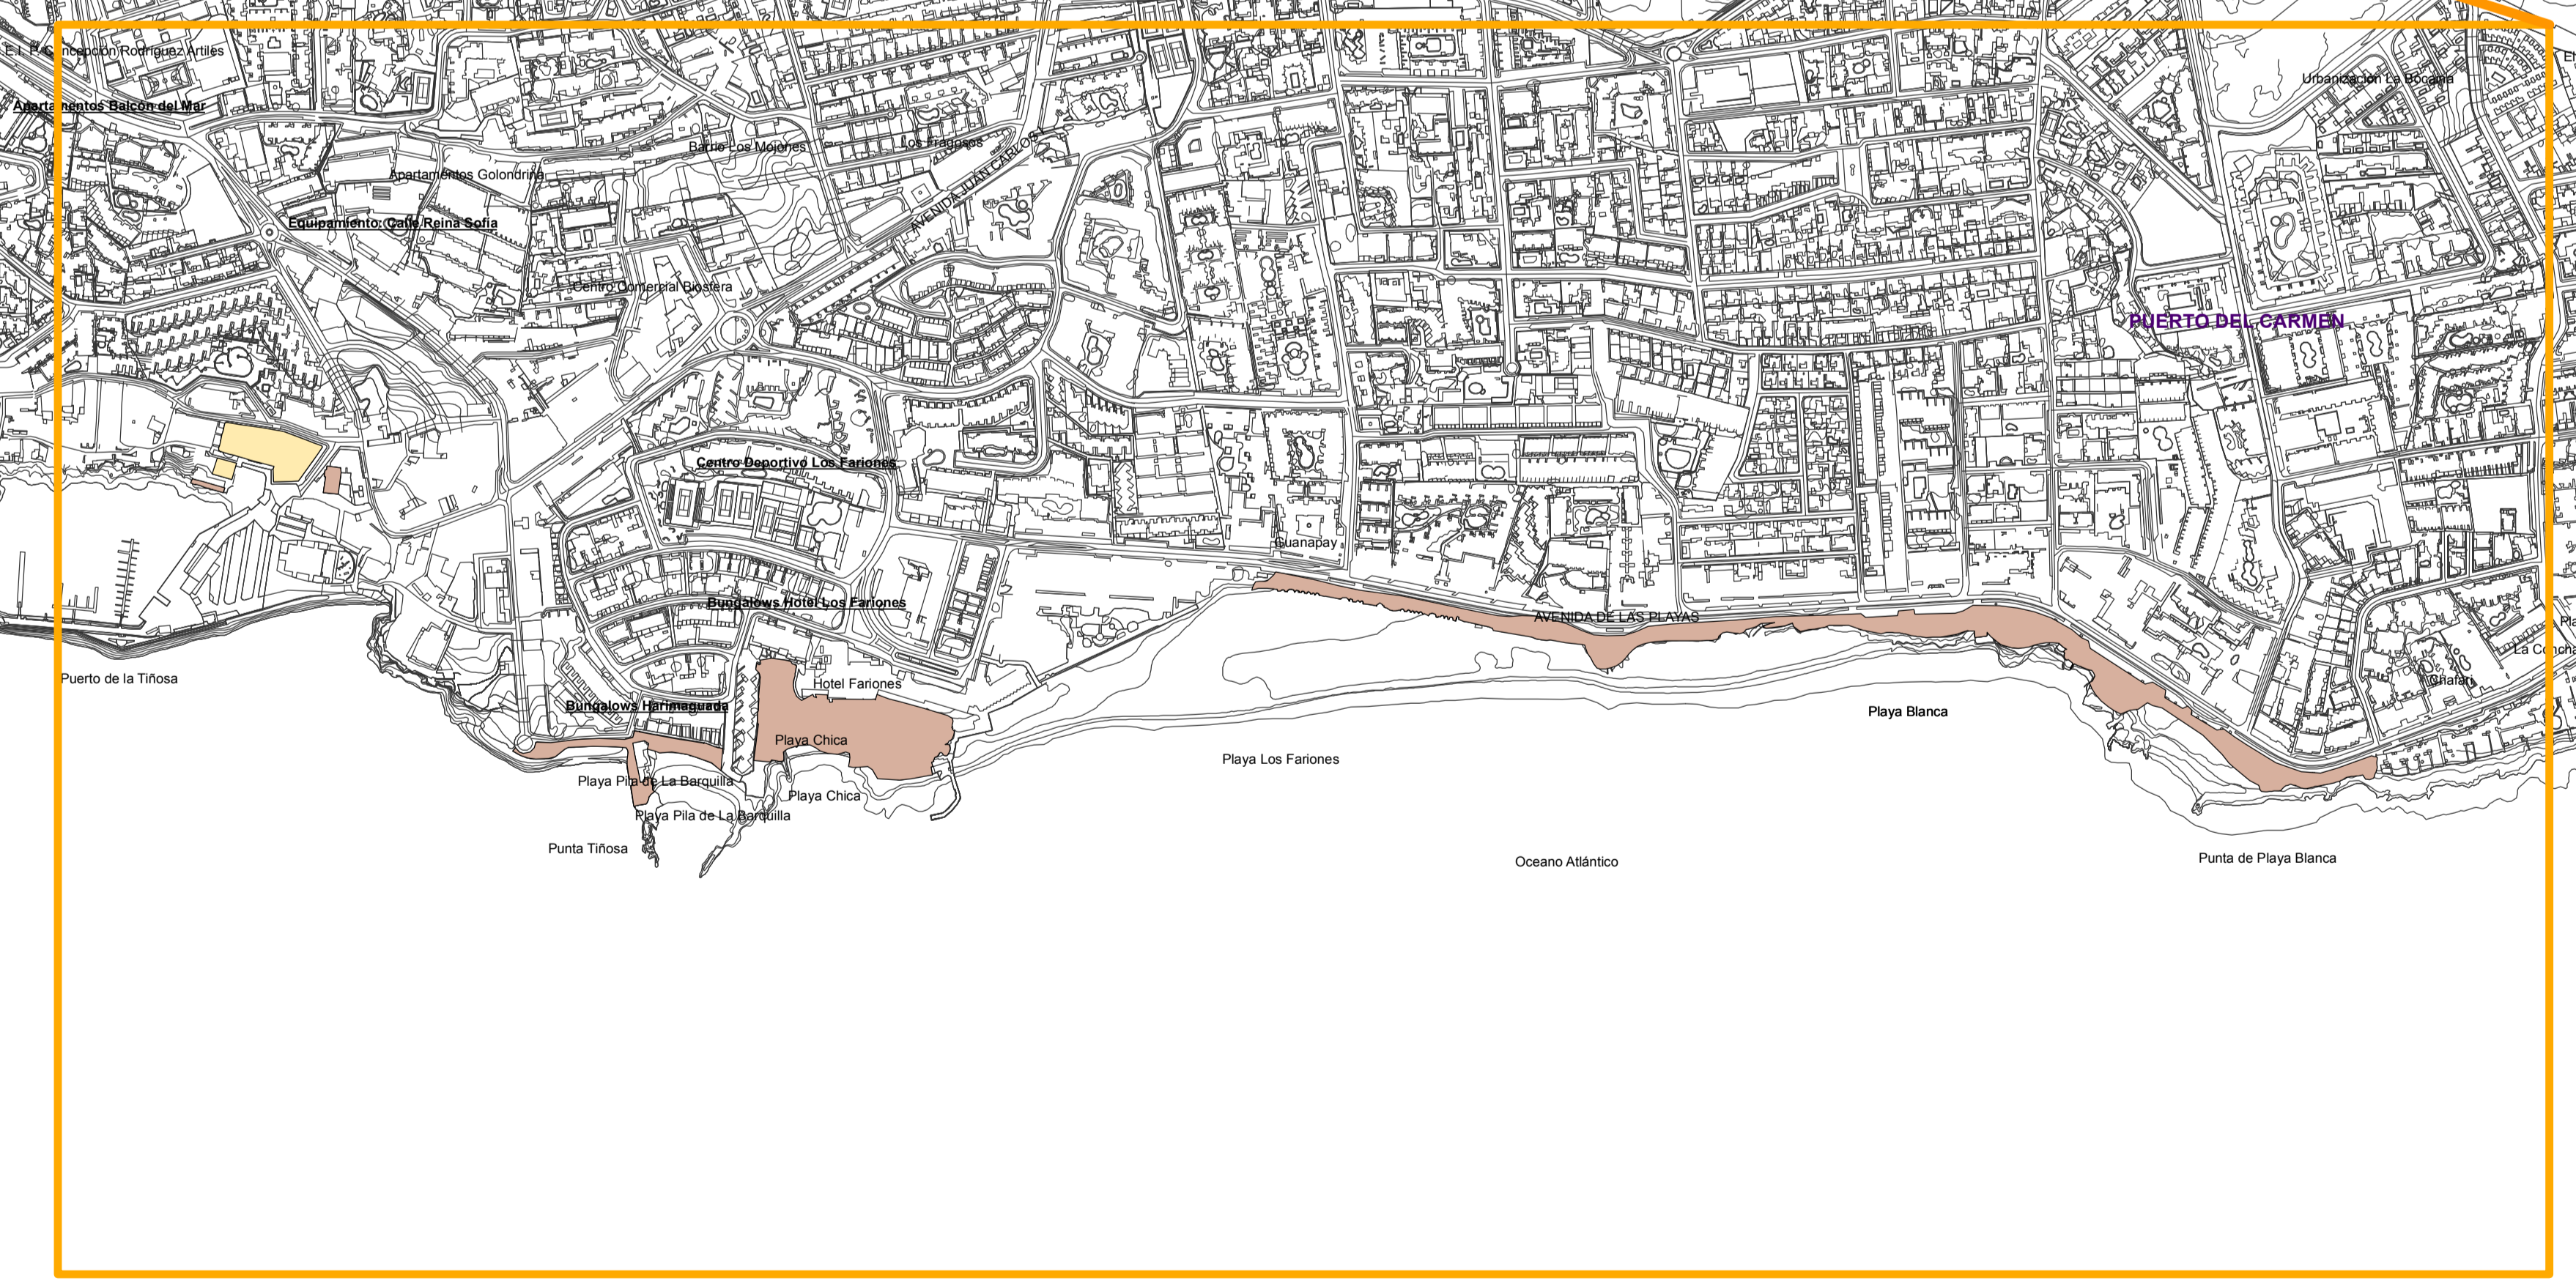 E.I. P. Concepción Rodríguez Artiles
Urbanización La Bocaina
Apartamentos Balcón del Mar
Los Fragosos
Barrio Los Mojones
AVENIDA JUAN CARLOS I
Apartamentos Golondrina
Equipamiento: Calle Reina Sofía
Centro Comercial Biosfera
PUERTO DEL CARMEN
Centro Deportivo Los Fariones
Guanapay
Bungalows Hotel Los Fariones
AVENIDA DE LAS PLAYAS
La Concha
Puerto de la Tiñosa
Chafari
Hotel Fariones
Bungalows Harimaguada
Playa Blanca
Playa Chica
Playa Los Fariones
Playa Pila de La Barquilla
Playa Chica
Playa Pila de La Barquilla
Punta Tiñosa
Punta de Playa Blanca
Oceano Atlántico